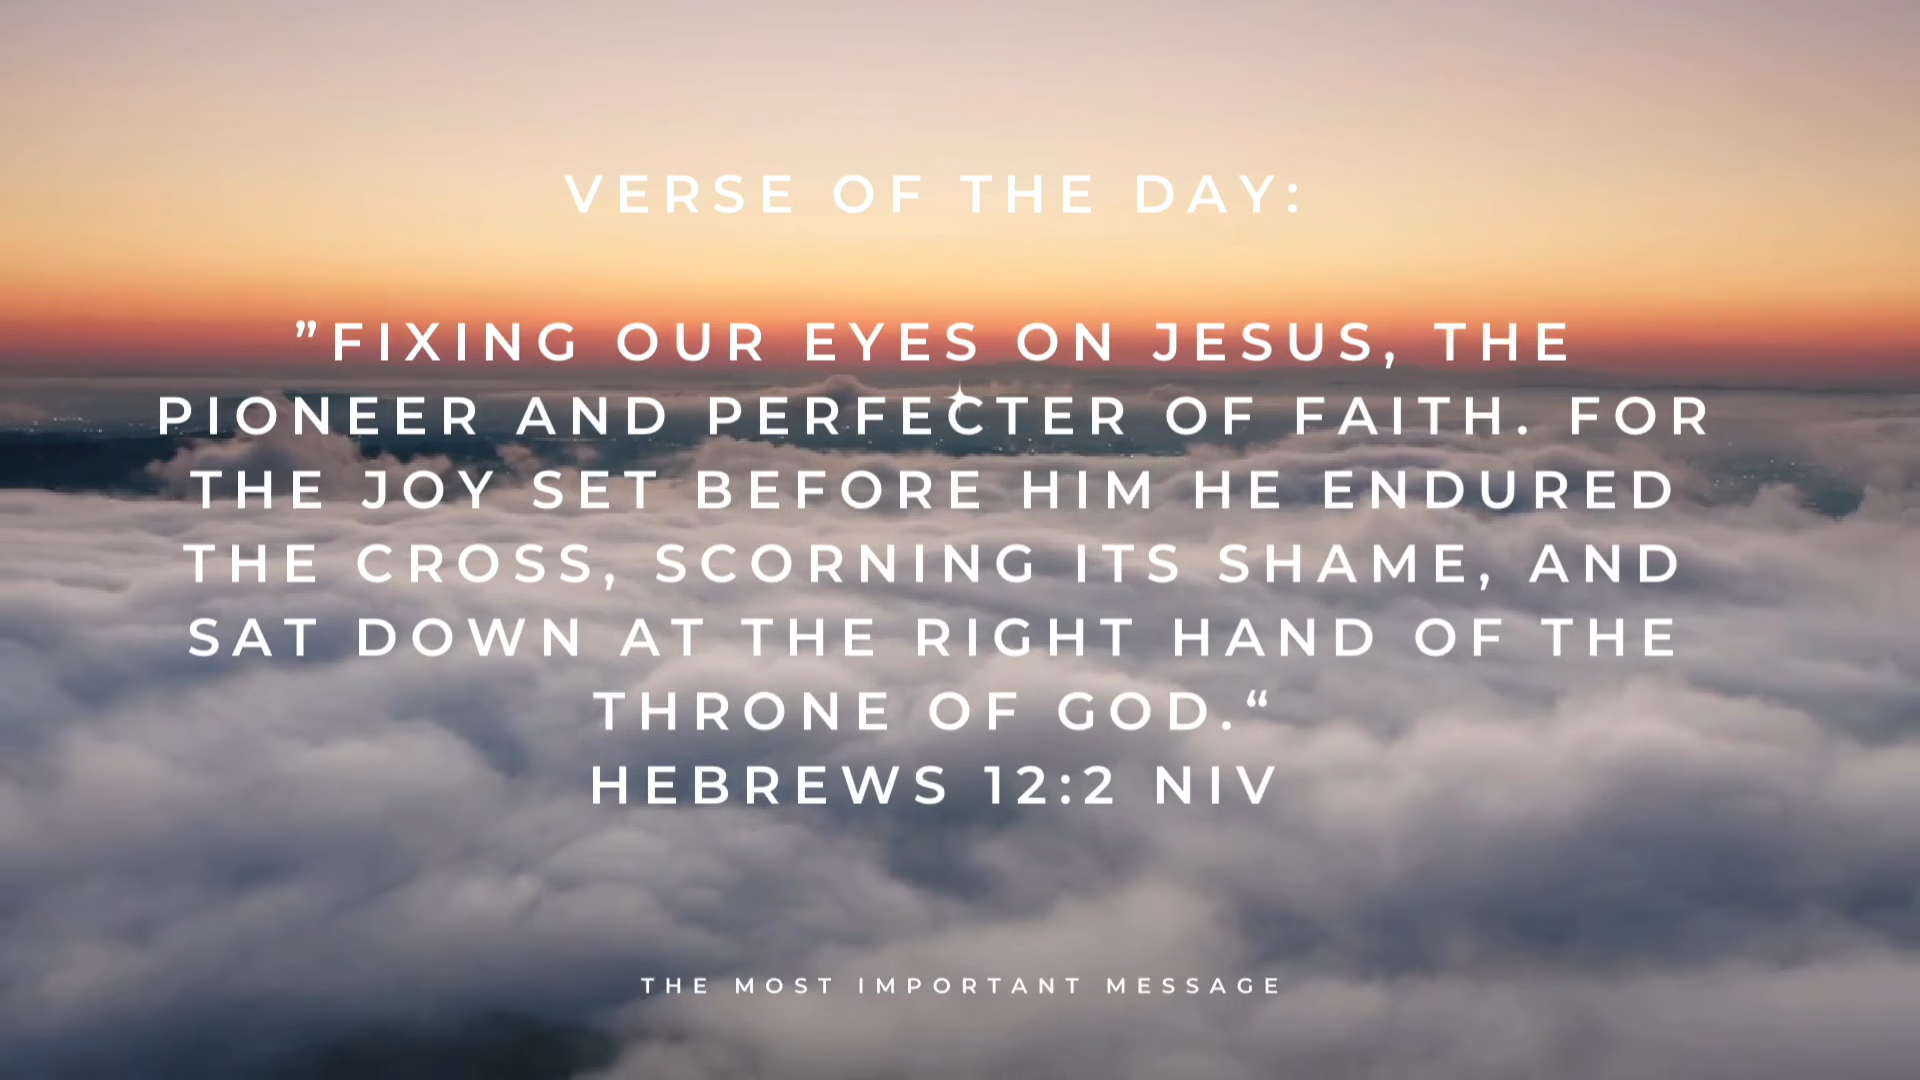 VERSE OF THE DAY:
”FIXING OUR EYES ON JESUS, THE
PIONEER AND PERFECTER OF FAITH. FOR
THE JOY SET BEFORE HIM HE ENDURED
THE CROSS, SCORNING ITS SHAME, AND
SAT DOWN AT THE RIGHT HAND OF THE
THRONE OF GOD.“
HEBREWS 12:2 NIV
THE MOST IMPORTANT MESSAGE